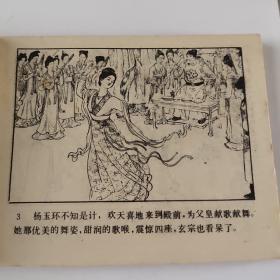 3 杨玉环不知是计，欢天喜地来到殿前，为父皇献歌献舞。
她那优美的舞姿，甜润的歌喉，震惊四座，玄宗也看呆了。